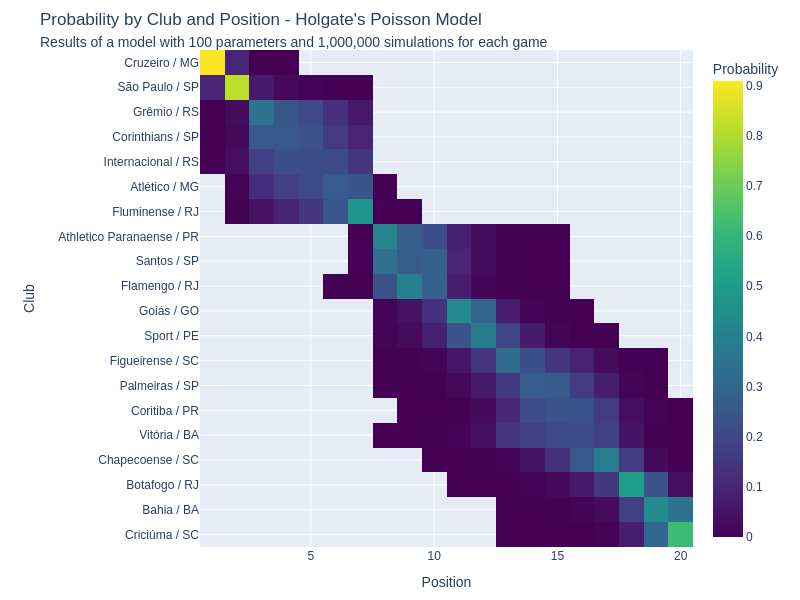 Probability by Club and Position - Holgate's Poisson Model
Results of a model with 100 parameters and 1,000,000 simulations for each game
Probability
Club
Cruzeiro / MG
São Paulo / SP
Grêmio / RS
Corinthians / SP
Internacional / RS
Atlético / MG
Fluminense / RJ
Athletico Paranaense / PR
Santos / SP
Flamengo / RJ
Goiás / GO
Sport / PE
Figueirense / SC
Palmeiras / SP
Coritiba / PR
Vitória / BA
Chapecoense / SC
Botafogo / RJ
Bahia / BA
Criciúma / SC
0.9
0.8
0.7
0.6
0.5
0.4
0.3
0.2
0.1
0
5 10 15 20
Position